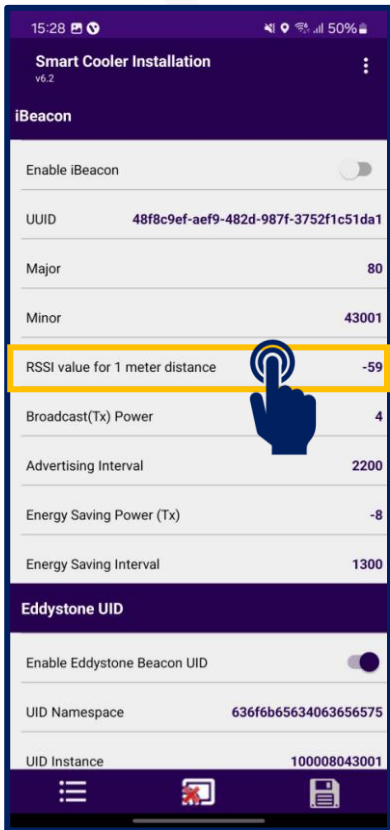 15:28 50%
Smart Cooler Installation
v6.2
iBeacon
Enable iBeacon
UUID 48f8c9ef-aef9-482d-987f-3752f1c51da1
Major 80
Minor 43001
RSSI value for 1 meter distance -59
Broadcast(Tx) Power 4
Advertising Interval 2200
Energy Saving Power (Tx) -8
Energy Saving Interval 1300
Eddystone UID
Enable Eddystone Beacon UID
UID Namespace 636f6b65634063656575
UID Instance 100008043001